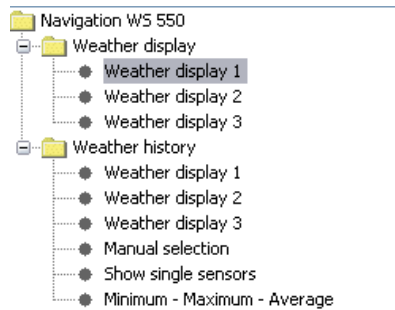 Navigation WS 550
Weather display
Weather display 1
Weather display 2
Weather display 3
Weather history
Weather display 1
Weather display 2
Weather display 3
Manual selection
Show single sensors
Minimum - Maximum - Average